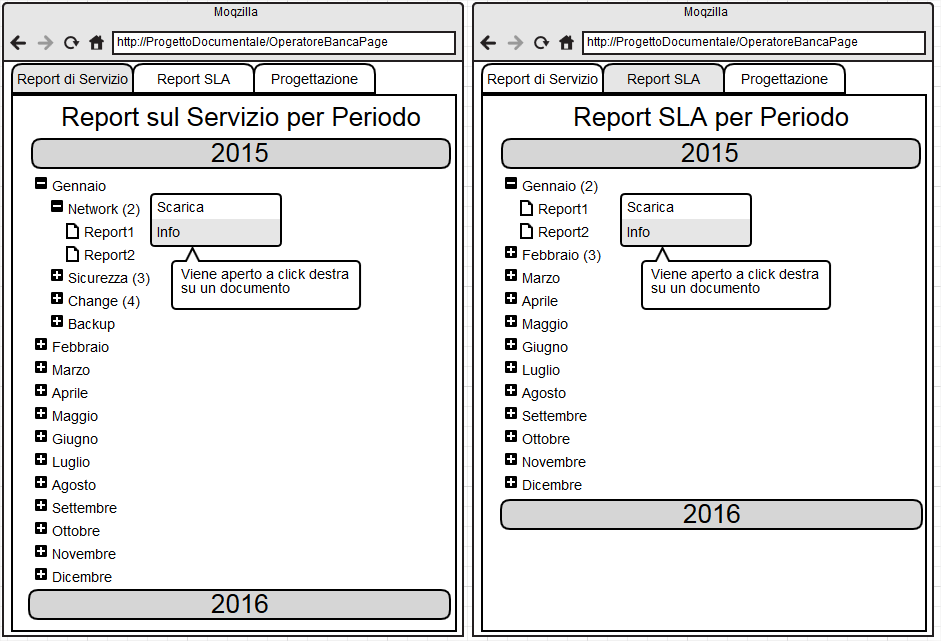 Moqzilla
http://ProgettoDocumentale/OperatoreBancaPage
Report di Servizio
Report SLA
Progettazione
Report sul Servizio per Periodo
2015
Gennaio
Network (2)
Report1
Report2
Scarica
Info
Viene aperto a click destra
su un documento
Sicurezza (3)
Change (4)
Backup
Febbraio
Marzo
Aprile
Maggio
Giugno
Luglio
Agosto
Settembre
Ottobre
Novembre
Dicembre
2016
Moqzilla
http://ProgettoDocumentale/OperatoreBancaPage
Report di Servizio
Report SLA
Progettazione
Report SLA per Periodo
2015
Gennaio (2)
Report1
Report2
Scarica
Info
Viene aperto a click destra
su un documento
Febbraio (3)
Marzo
Aprile
Maggio
Giugno
Luglio
Agosto
Settembre
Ottobre
Novembre
Dicembre
2016